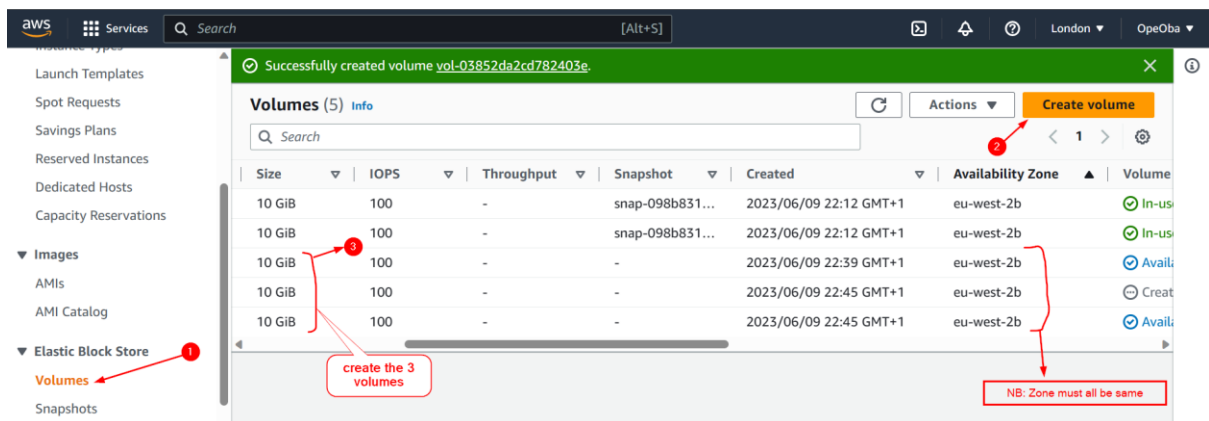 aws Services Search [Alt+S] London ▼ OpeOba ▼
Instance Types
Launch Templates
Spot Requests
Savings Plans
Reserved Instances
Dedicated Hosts
Capacity Reservations
▼ Images
AMIs
AMI Catalog
▼ Elastic Block Store 1
Volumes
Snapshots
Successfully created volume vol-03852da2cd782403e.
Volumes (5) Info Actions ▼ Create volume
2
Search < 1 >
Size IOPS Throughput Snapshot Created Availability Zone ▲ Volume
10 GiB 100 - snap-098b831... 2023/06/09 22:12 GMT+1 eu-west-2b In-us
10 GiB 100 - snap-098b831... 2023/06/09 22:12 GMT+1 eu-west-2b In-us
3
10 GiB 100 - - 2023/06/09 22:39 GMT+1 eu-west-2b Availa
10 GiB 100 - - 2023/06/09 22:45 GMT+1 eu-west-2b Creat
10 GiB 100 - - 2023/06/09 22:45 GMT+1 eu-west-2b Availa
create the 3
volumes
NB: Zone must all be same